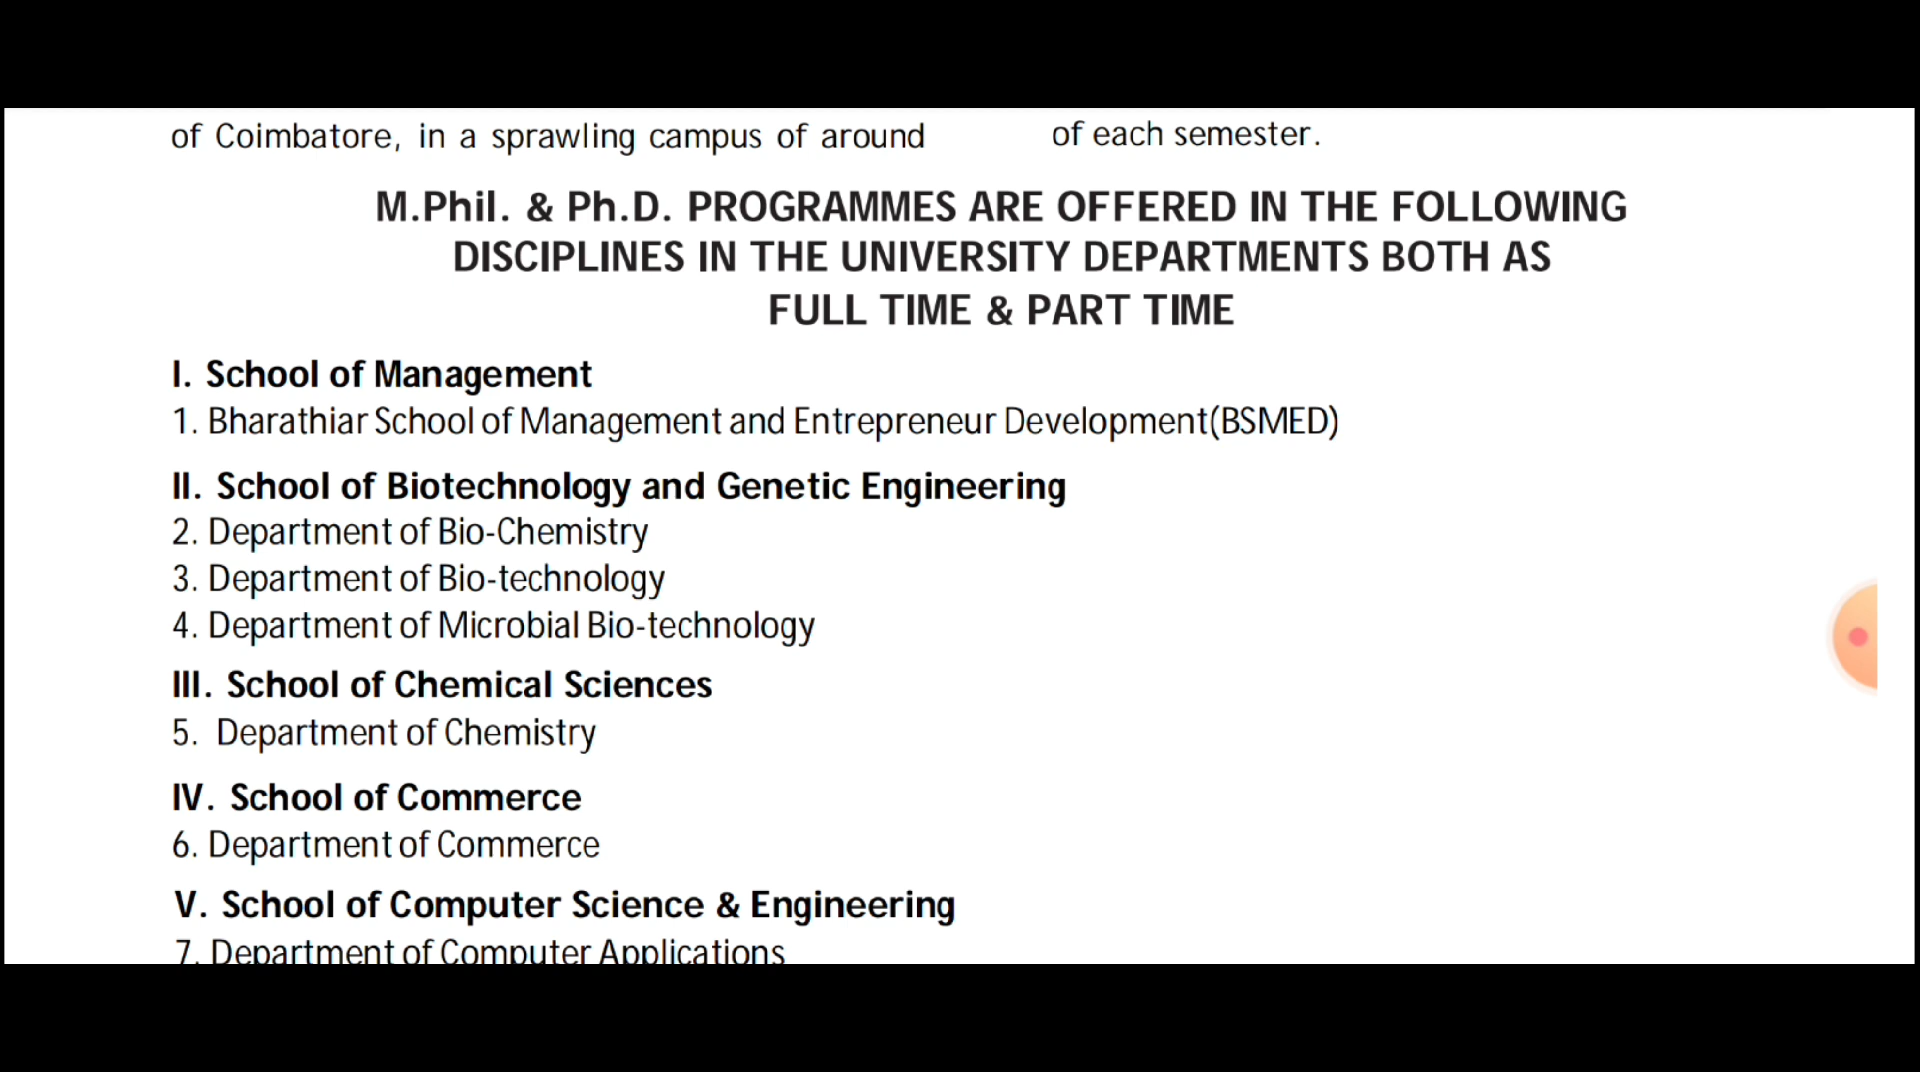 of Coimbatore, in a sprawling campus of around
of each semester.
M.Phil. & Ph.D. PROGRAMMES ARE OFFERED IN THE FOLLOWING
DISCIPLINES IN THE UNIVERSITY DEPARTMENTS BOTH AS
FULL TIME & PART TIME
I. School of Management
1. Bharathiar School of Management and Entrepreneur Development(BSMED)
II. School of Biotechnology and Genetic Engineering
2. Department of Bio-Chemistry
3. Department of Bio-technology
4. Department of Microbial Bio-technology
III. School of Chemical Sciences
5. Department of Chemistry
IV. School of Commerce
6. Department of Commerce
V. School of Computer Science & Engineering
7. Department of Computer Applications